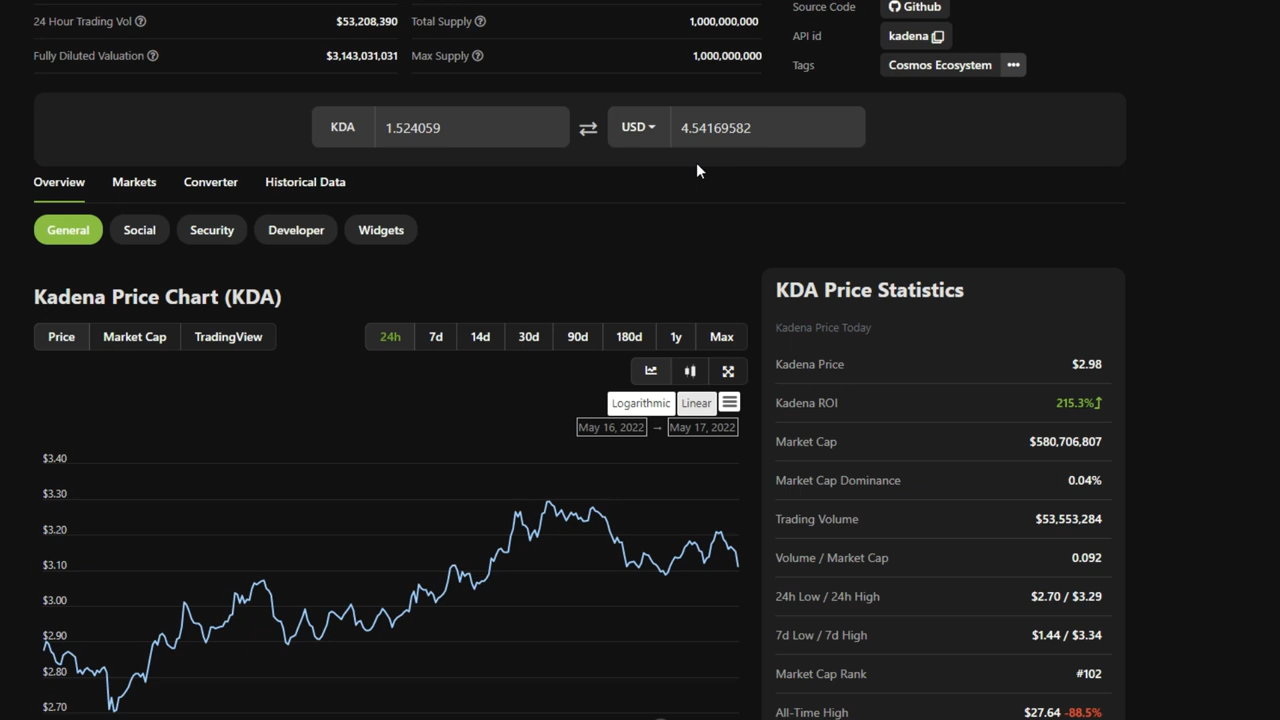 24 Hour Trading Vol
$53,208,390
Total Supply
1,000,000,000
Source Code
Github
Fully Diluted Valuation
$3,143,031,031
Max Supply
1,000,000,000
API id
kadena
Tags
Cosmos Ecosystem
KDA
1.524059
USD
4.54169582
Overview
Markets
Converter
Historical Data
General
Social
Security
Developer
Widgets
Kadena Price Chart (KDA)
Price
Market Cap
TradingView
24h
7d
14d
30d
90d
180d
1y
Max
Logarithmic
Linear
May 16, 2022 → May 17, 2022
$3.40
$3.30
$3.20
$3.10
$3.00
$2.90
$2.80
$2.70
KDA Price Statistics
Kadena Price Today
Kadena Price
$2.98
Kadena ROI
215.3%
Market Cap
$580,706,807
Market Cap Dominance
0.04%
Trading Volume
$53,553,284
Volume / Market Cap
0.092
24h Low / 24h High
$2.70 / $3.29
7d Low / 7d High
$1.44 / $3.34
Market Cap Rank
#102
All-Time High
$27.64 -88.5%